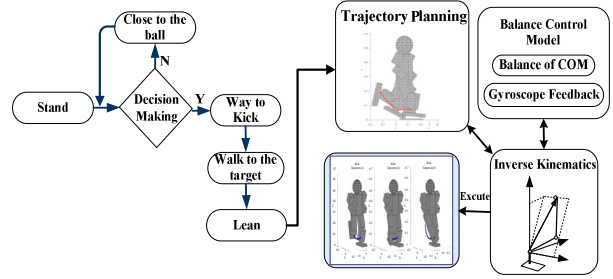 Close to the
ball
N
Stand
Decision
Making
Y
Way to
Kick
Walk to the
target
Lean
Trajectory Planning
Balance Control
Model
Balance of COM
Gyroscope Feedback
Inverse Kinematics
Excute